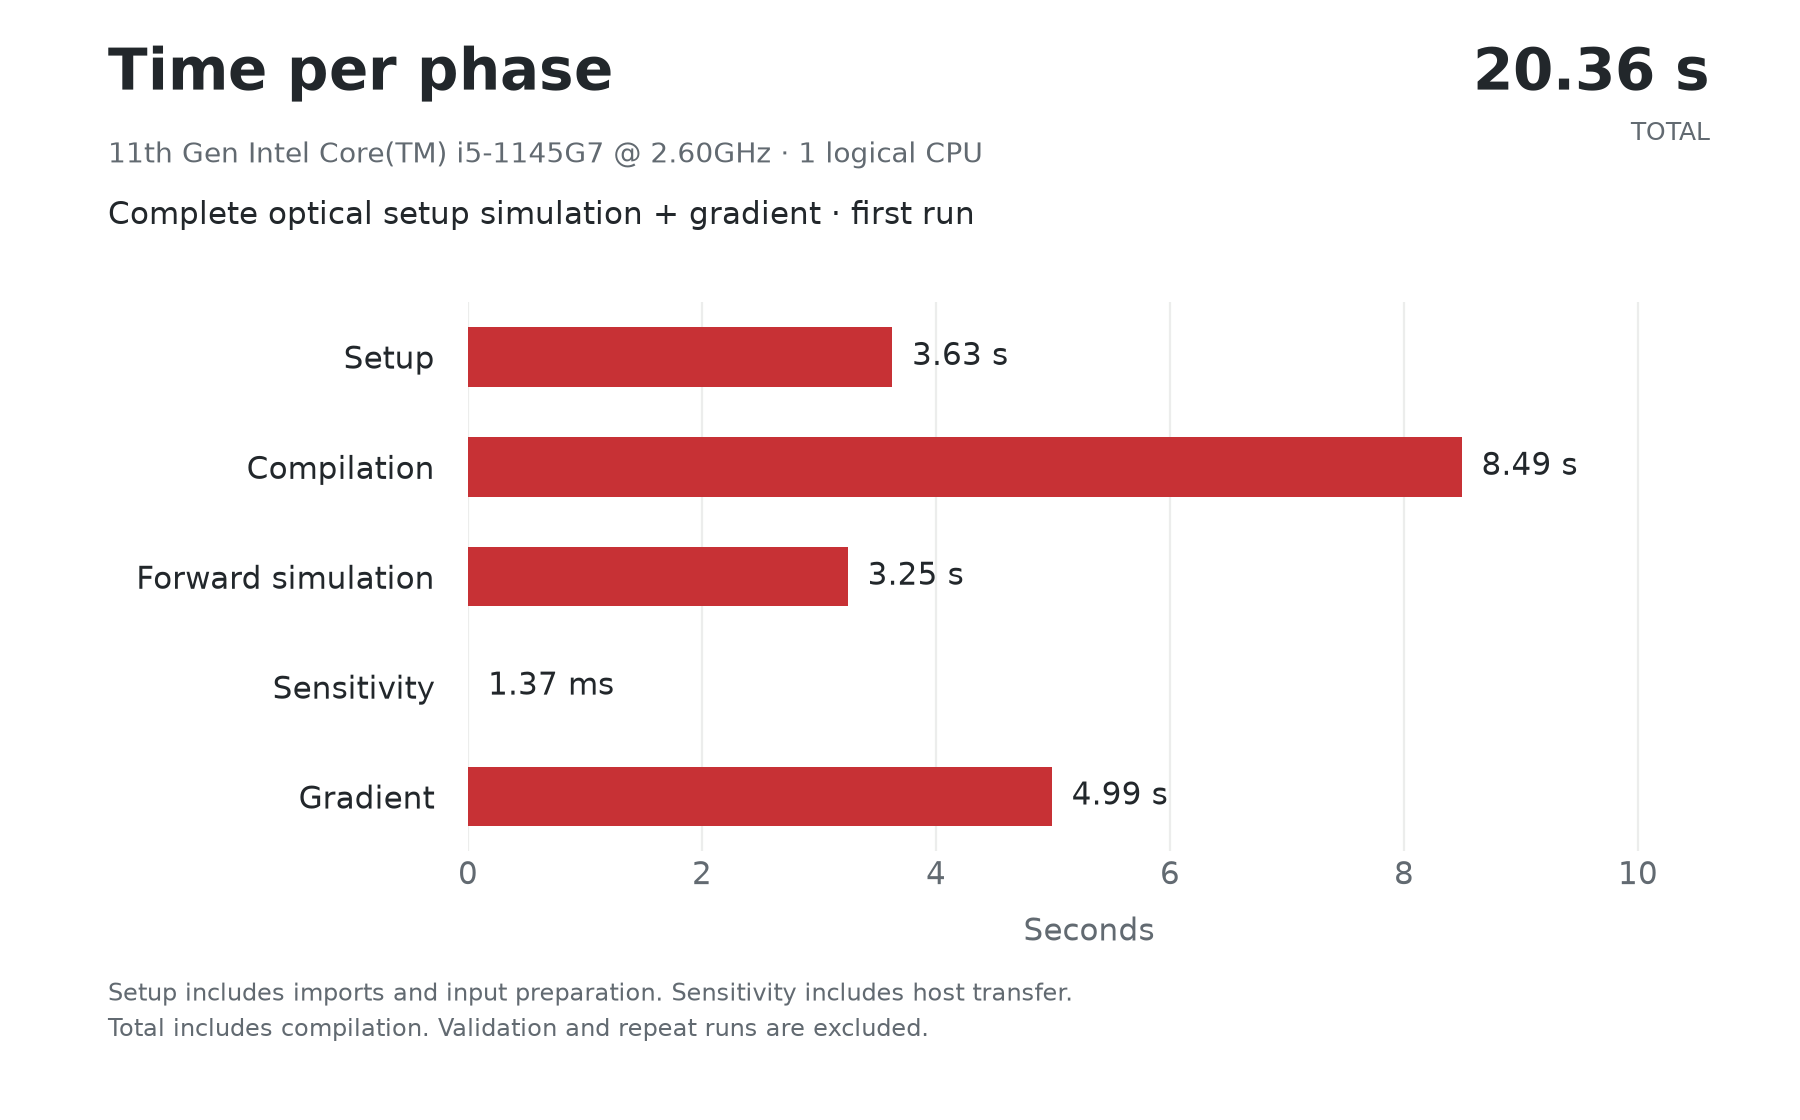 Time per phase
20.36 s
TOTAL
11th Gen Intel Core(TM) i5-1145G7 @ 2.60GHz · 1 logical CPU
Complete optical setup simulation + gradient · first run
Setup
3.63 s
Compilation
8.49 s
Forward simulation
3.25 s
Sensitivity
1.37 ms
Gradient
4.99 s
0 2 4 6 8 10
Seconds
Setup includes imports and input preparation. Sensitivity includes host transfer.
Total includes compilation. Validation and repeat runs are excluded.